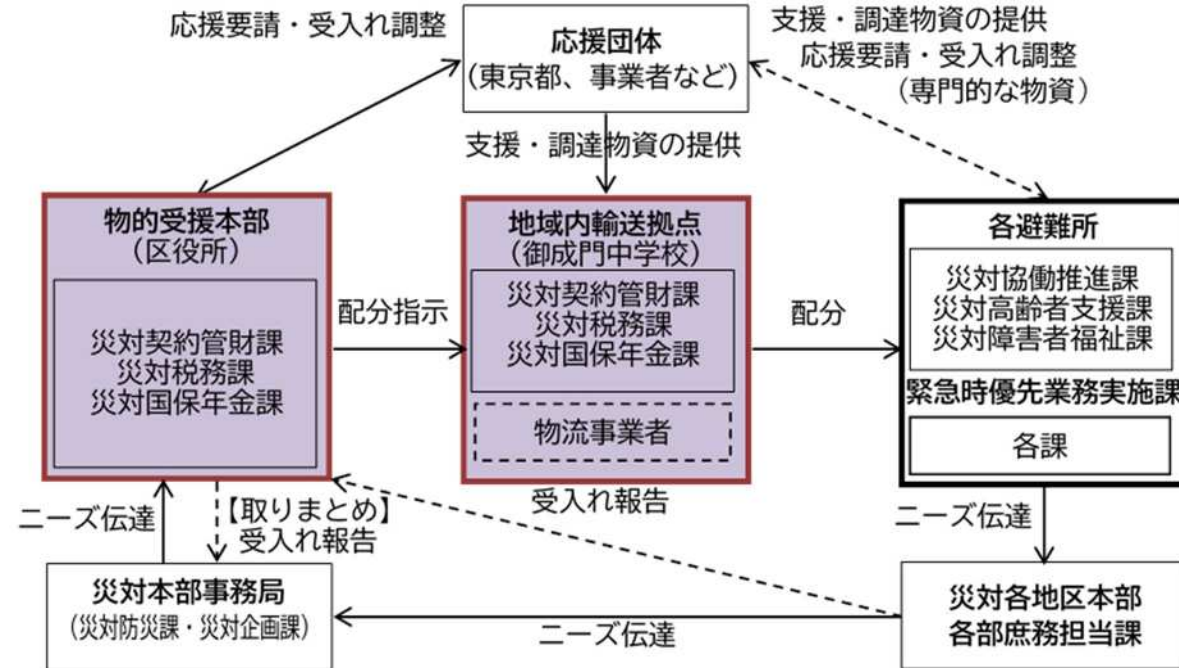 応援要請・受入れ調整
応援団体
(東京都、事業者など)
支援・調達物資の提供
応援要請・受入れ調整
(専門的な物資)
支援・調達物資の提供
物的受援本部
(区役所)
災対契約管財課
災対税務課
災対国保年金課
配分指示
地域内輸送拠点
(御成門中学校)
災対契約管財課
災対税務課
災対国保年金課
物流事業者
配分
各避難所
災対協働推進課
災対高齢者支援課
災対障害者福祉課
緊急時優先業務実施課
各課
受入れ報告
ニーズ伝達
【取りまとめ】
受入れ報告
ニーズ伝達
災対本部事務局
(災対防災課・災対企画課)
ニーズ伝達
災対各地区本部
各部庶務担当課